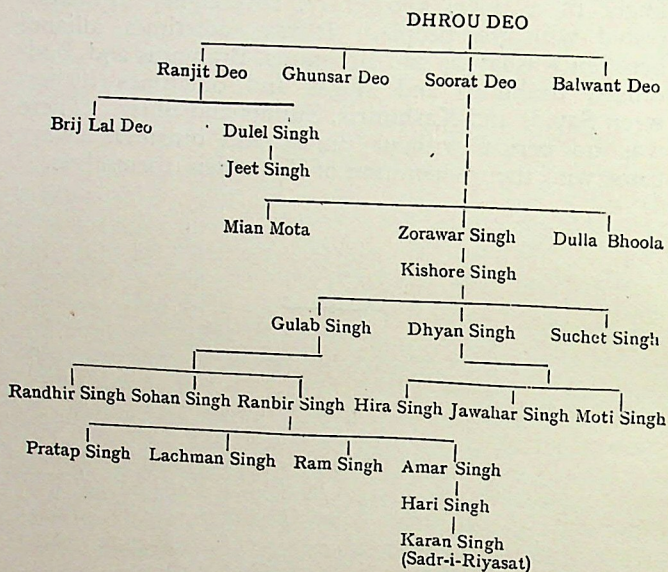 DHROU DEO
Ranjit Deo Ghunsar Deo Soorat Deo Balwant Deo
Brij Lal Deo Dulel Singh
Jeet Singh
Mian Mota Zorawar Singh Dulla Bhoola
Kishore Singh
Gulab Singh Dhyan Singh Suchet Singh
Randhir Singh Sohan Singh Ranbir Singh Hira Singh Jawahar Singh Moti Singh
Pratap Singh Lachman Singh Ram Singh Amar Singh
Hari Singh
Karan Singh
(Sadr-i-Riyasat)